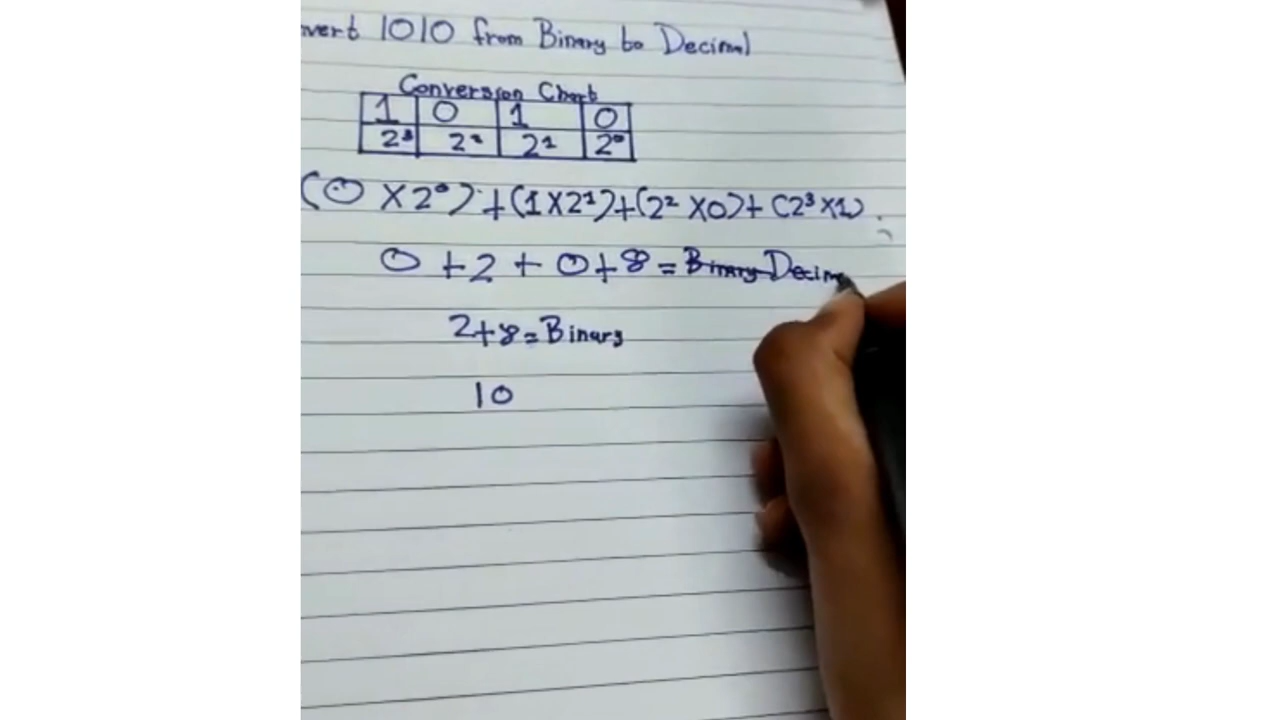 nvert 1010 from Binary to Decimal
Conversion Chart
1 0 1 0
2³ 2² 2¹ 2⁰
(0 X 2⁰) + (1 X 2¹) + (2² X 0) + (2³ X 1)
0 + 2 + 0 + 8 = Binary Decim
2 + 8 = Binary
10